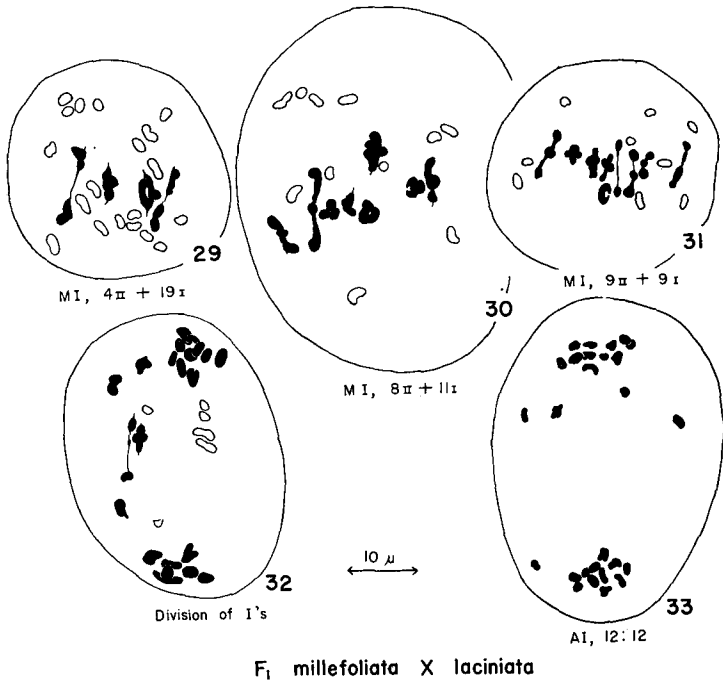 29
MI, 4II + 19I
30
MI, 8II + 11I
31
MI, 9II + 9I
32
Division of I's
10 μ
33
AI, 12:12
F₁ millefoliata X laciniata